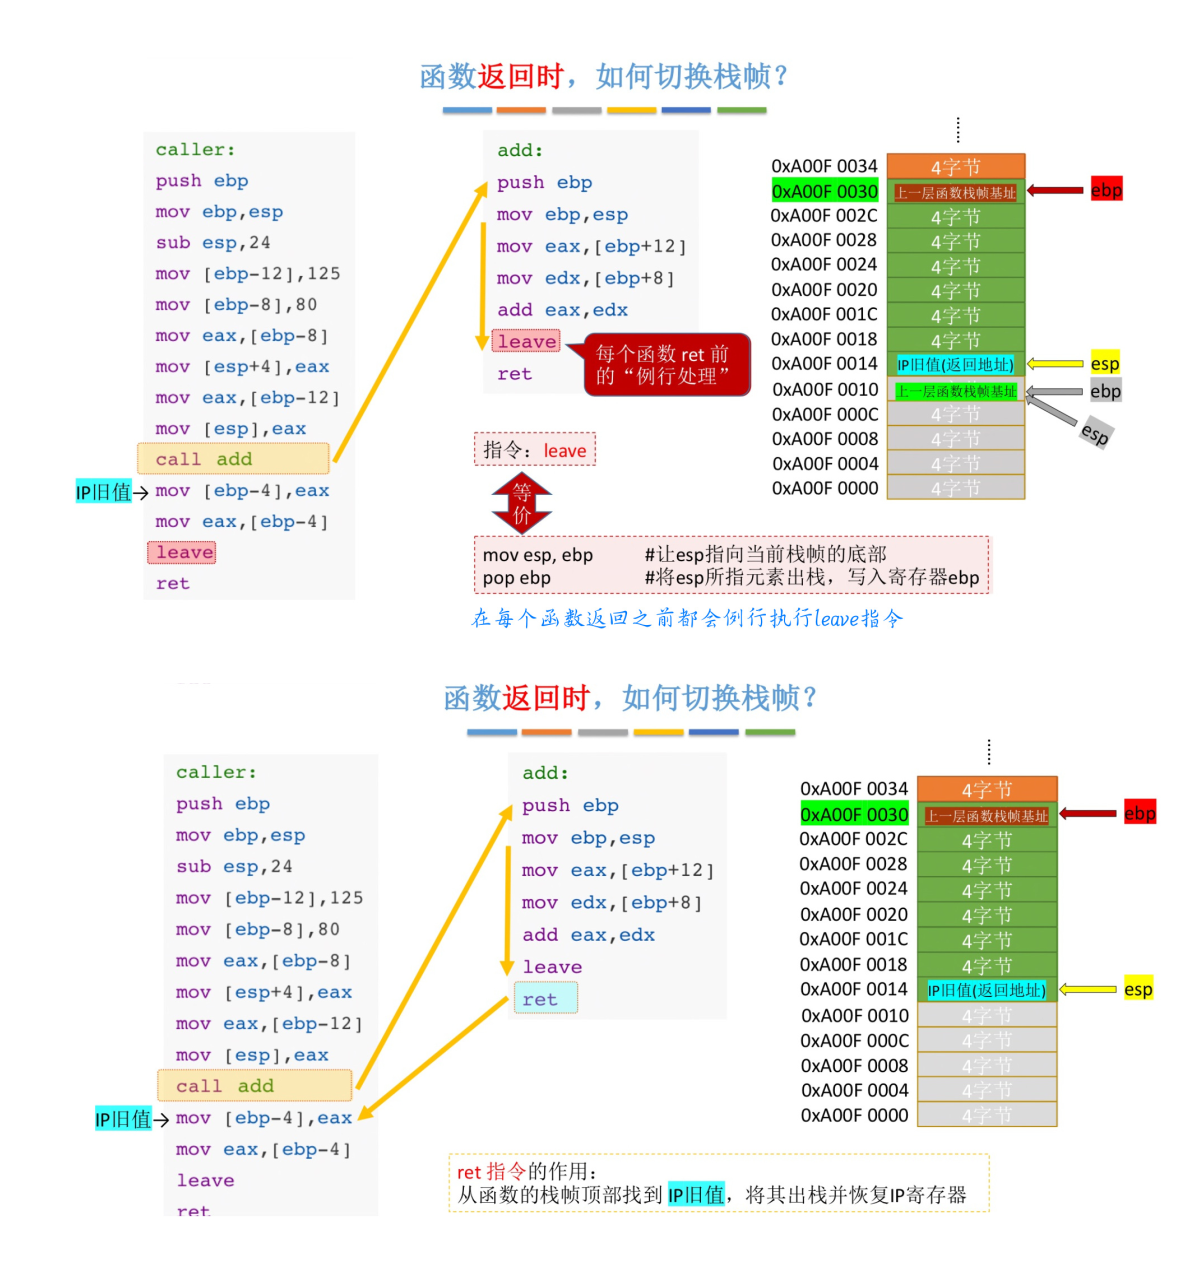 函数返回时，如何切换栈帧？
caller:
push ebp
mov ebp,esp
sub esp,24
mov [ebp-12],125
mov [ebp-8],80
mov eax,[ebp-8]
mov [esp+4],eax
mov eax,[ebp-12]
mov [esp],eax
call add
IP旧值→ mov [ebp-4],eax
mov eax,[ebp-4]
leave
ret
add:
push ebp
mov ebp,esp
mov eax,[ebp+12]
mov edx,[ebp+8]
add eax,edx
leave
ret
每个函数 ret 前
的“例行处理”
指令：leave
等
价
mov esp, ebp #让esp指向当前栈帧的底部
pop ebp #将esp所指元素出栈，写入寄存器ebp
在每个函数返回之前都会例行执行leave指令
0xA00F 0034 4字节
0xA00F 0030 上一层函数栈帧基址 ebp
0xA00F 002C 4字节
0xA00F 0028 4字节
0xA00F 0024 4字节
0xA00F 0020 4字节
0xA00F 001C 4字节
0xA00F 0018 4字节
0xA00F 0014 IP旧值(返回地址) esp
0xA00F 0010 上一层函数栈帧基址 ebp
esp
0xA00F 000C 4字节
0xA00F 0008 4字节
0xA00F 0004 4字节
0xA00F 0000 4字节
函数返回时，如何切换栈帧？
caller:
push ebp
mov ebp,esp
sub esp,24
mov [ebp-12],125
mov [ebp-8],80
mov eax,[ebp-8]
mov [esp+4],eax
mov eax,[ebp-12]
mov [esp],eax
call add
IP旧值→ mov [ebp-4],eax
mov eax,[ebp-4]
leave
ret
add:
push ebp
mov ebp,esp
mov eax,[ebp+12]
mov edx,[ebp+8]
add eax,edx
leave
ret
0xA00F 0034 4字节
0xA00F 0030 上一层函数栈帧基址 ebp
0xA00F 002C 4字节
0xA00F 0028 4字节
0xA00F 0024 4字节
0xA00F 0020 4字节
0xA00F 001C 4字节
0xA00F 0018 4字节
0xA00F 0014 IP旧值(返回地址) esp
0xA00F 0010 4字节
0xA00F 000C 4字节
0xA00F 0008 4字节
0xA00F 0004 4字节
0xA00F 0000 4字节
ret 指令的作用：
从函数的栈帧顶部找到 IP旧值，将其出栈并恢复IP寄存器